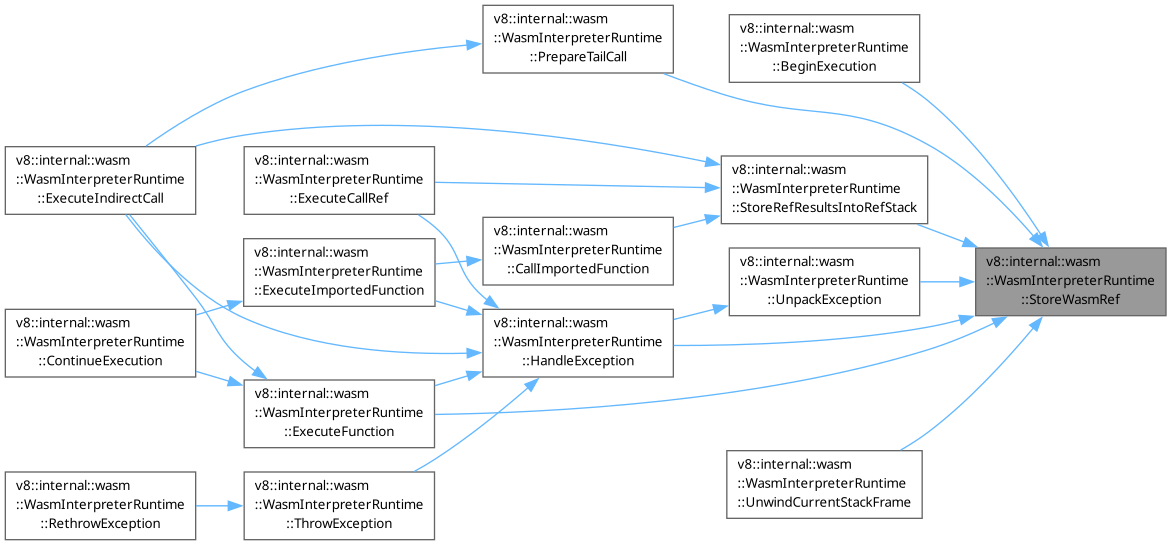 v8::internal::wasm
::WasmInterpreterRuntime
::PrepareTailCall
v8::internal::wasm
::WasmInterpreterRuntime
::BeginExecution
v8::internal::wasm
::WasmInterpreterRuntime
::ExecuteIndirectCall
v8::internal::wasm
::WasmInterpreterRuntime
::ExecuteCallRef
v8::internal::wasm
::WasmInterpreterRuntime
::StoreRefResultsIntoRefStack
v8::internal::wasm
::WasmInterpreterRuntime
::CallImportedFunction
v8::internal::wasm
::WasmInterpreterRuntime
::ExecuteImportedFunction
v8::internal::wasm
::WasmInterpreterRuntime
::UnpackException
v8::internal::wasm
::WasmInterpreterRuntime
::StoreWasmRef
v8::internal::wasm
::WasmInterpreterRuntime
::ContinueExecution
v8::internal::wasm
::WasmInterpreterRuntime
::HandleException
v8::internal::wasm
::WasmInterpreterRuntime
::ExecuteFunction
v8::internal::wasm
::WasmInterpreterRuntime
::UnwindCurrentStackFrame
v8::internal::wasm
::WasmInterpreterRuntime
::RethrowException
v8::internal::wasm
::WasmInterpreterRuntime
::ThrowException